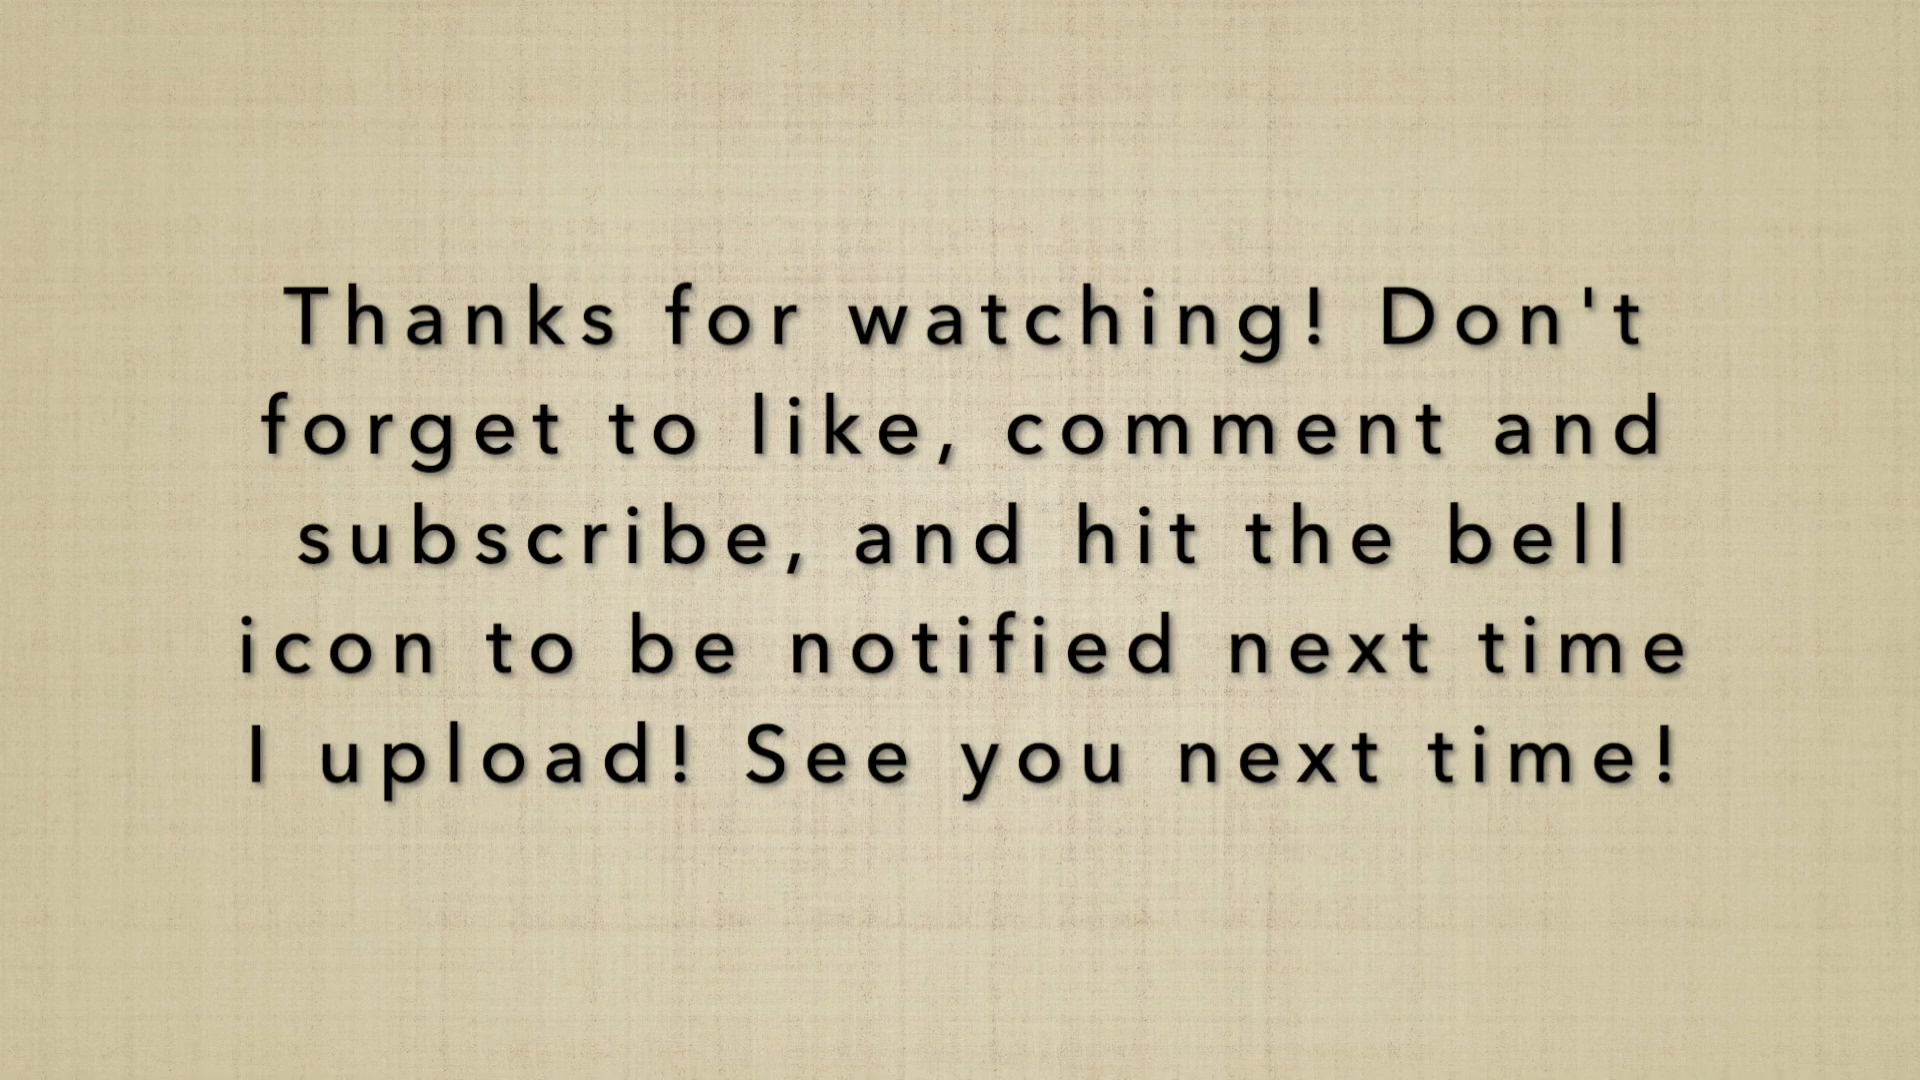 Thanks for watching! Don't
forget to like, comment and
subscribe, and hit the bell
icon to be notified next time
I upload! See you next time!